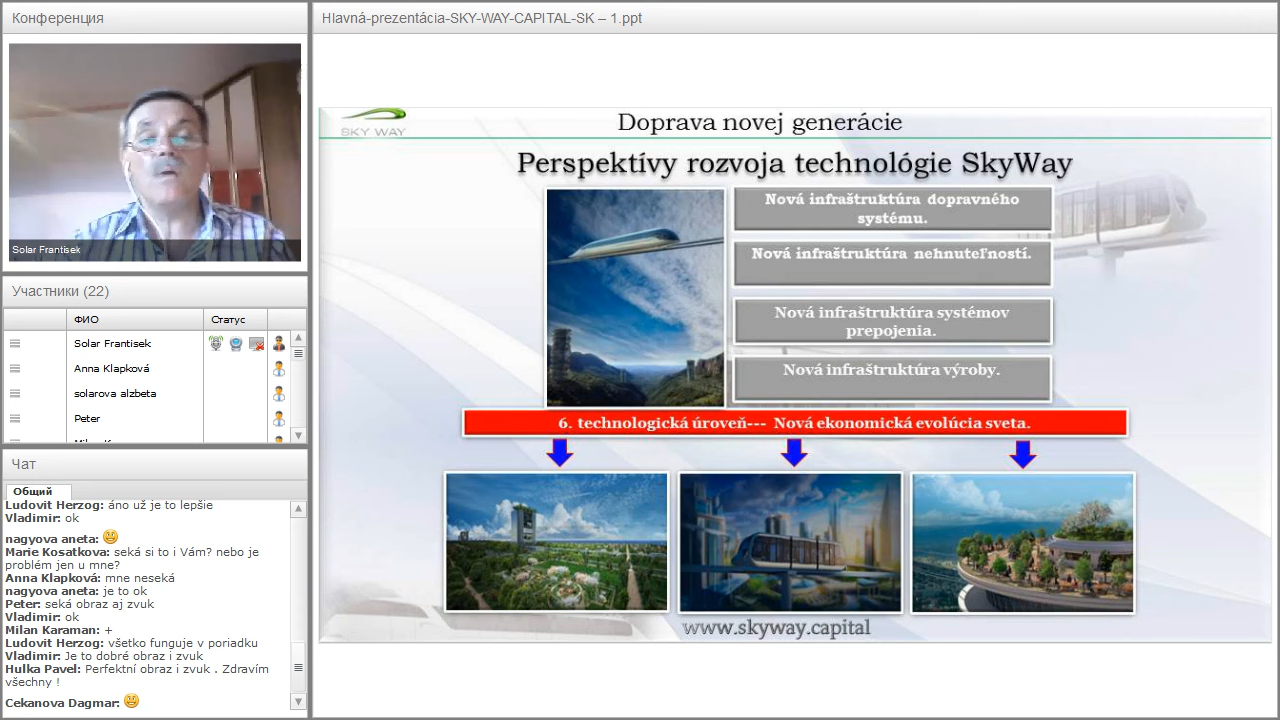 Конференция
Solar Frantisek
Участники (22)
ФИО
Статус
Solar Frantisek
Anna Klapková
solarova alzbeta
Peter
Чат
Общий
Ludovit Herzog: áno už je to lepšie
Vladimir: ok
nagyova aneta:
Marie Kosatkova: seká si to i Vám? nebo je
problém jen u mne?
Anna Klapková: mne neseká
nagyova aneta: je to ok
Peter: seká obraz aj zvuk
Vladimir: ok
Milan Karaman: +
Ludovit Herzog: všetko funguje v poriadku
Vladimir: Je to dobré obraz i zvuk
Hulka Pavel: Perfektní obraz i zvuk . Zdravím
všechny !
Cekanova Dagmar:
Hlavná-prezentácia-SKY-WAY-CAPITAL-SK – 1.ppt
SKY WAY
Doprava novej generácie
Perspektívy rozvoja technológie SkyWay
Nová infraštruktúra dopravného
systému.
Nová infraštruktúra nehnuteľností.
Nová infraštruktúra systémov
prepojenia.
Nová infraštruktúra výroby.
6. technologická úroveň--- Nová ekonomická evolúcia sveta.
www.skyway.capital